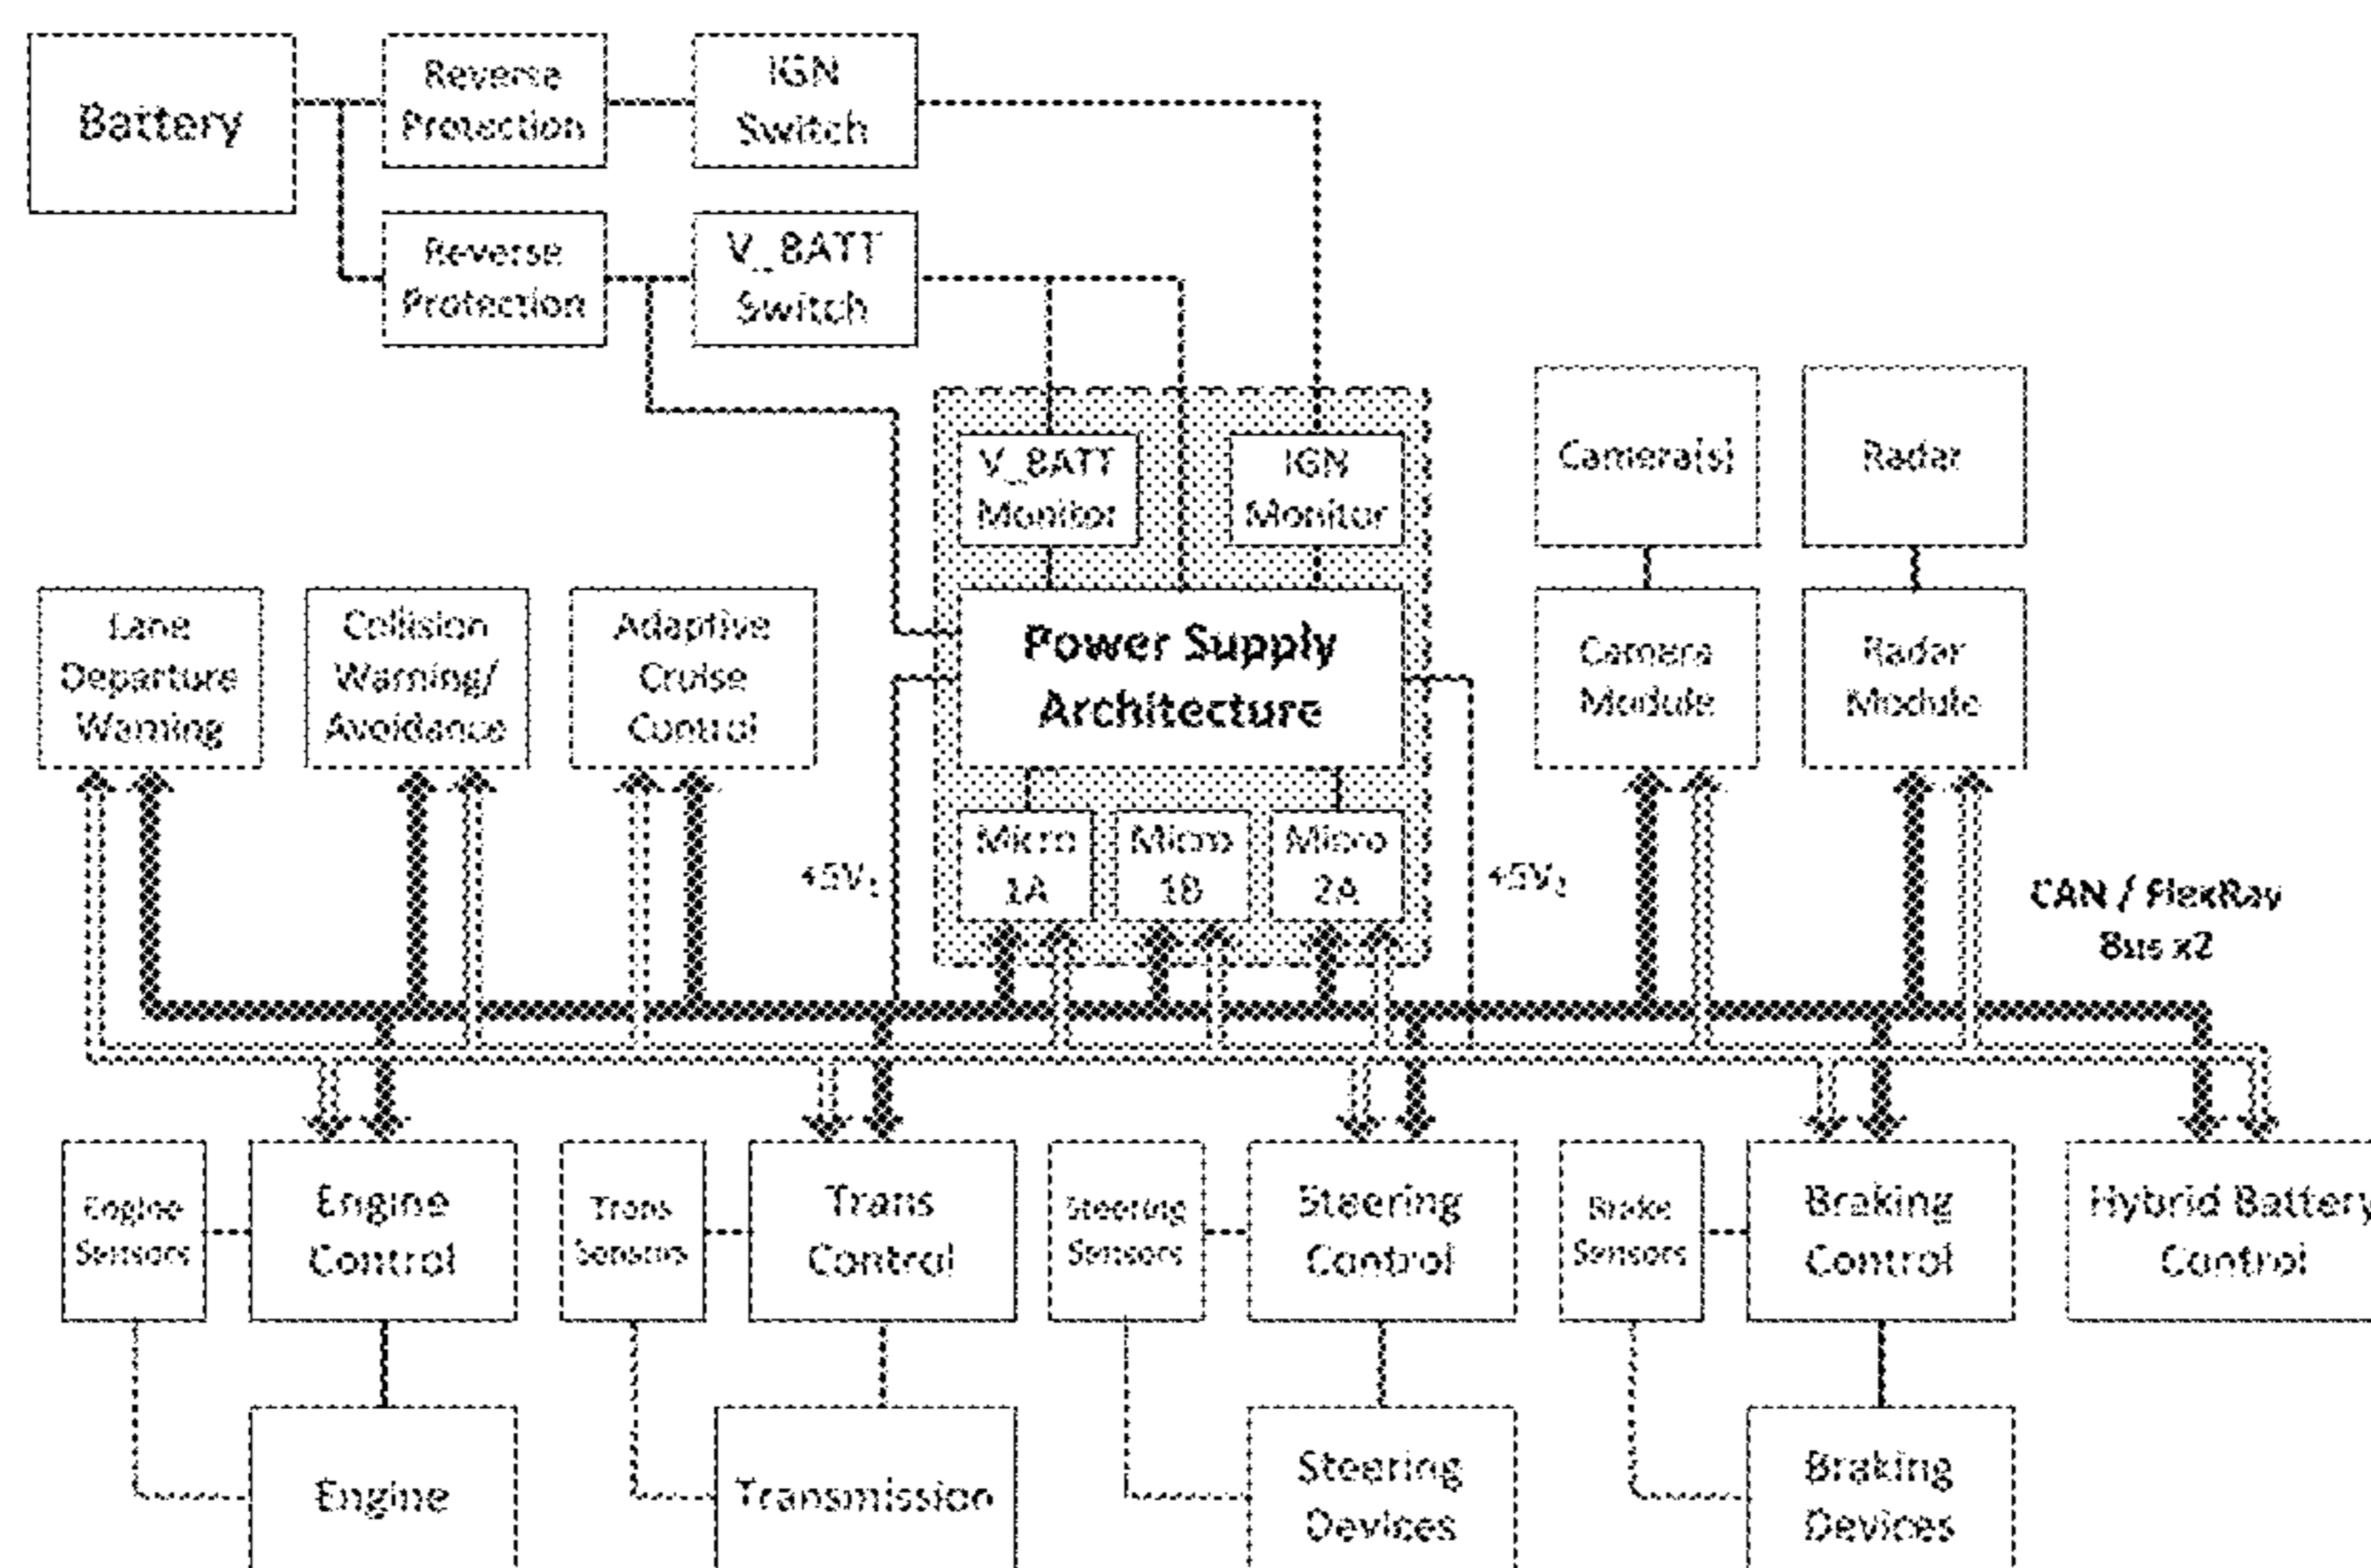 Battery
Reverse
Protection
IGN
Switch
Reverse
Protection
V_BATT
Switch
V_BATT
Monitor
IGN
Monitor
Camera(s)
Radar
Lane
Departure
Warning
Collision
Warning/
Avoidance
Adaptive
Cruise
Control
Power Supply
Architecture
Camera
Module
Radar
Module
Micro
1A
Micro
1B
Micro
2A
CAN / FlexRay
Bus x2
Engine
Sensors
Engine
Control
Trans
Sensors
Trans
Control
Steering
Sensors
Steering
Control
Brake
Sensors
Braking
Control
Hybrid Battery
Control
Engine
Transmission
Steering
Devices
Braking
Devices